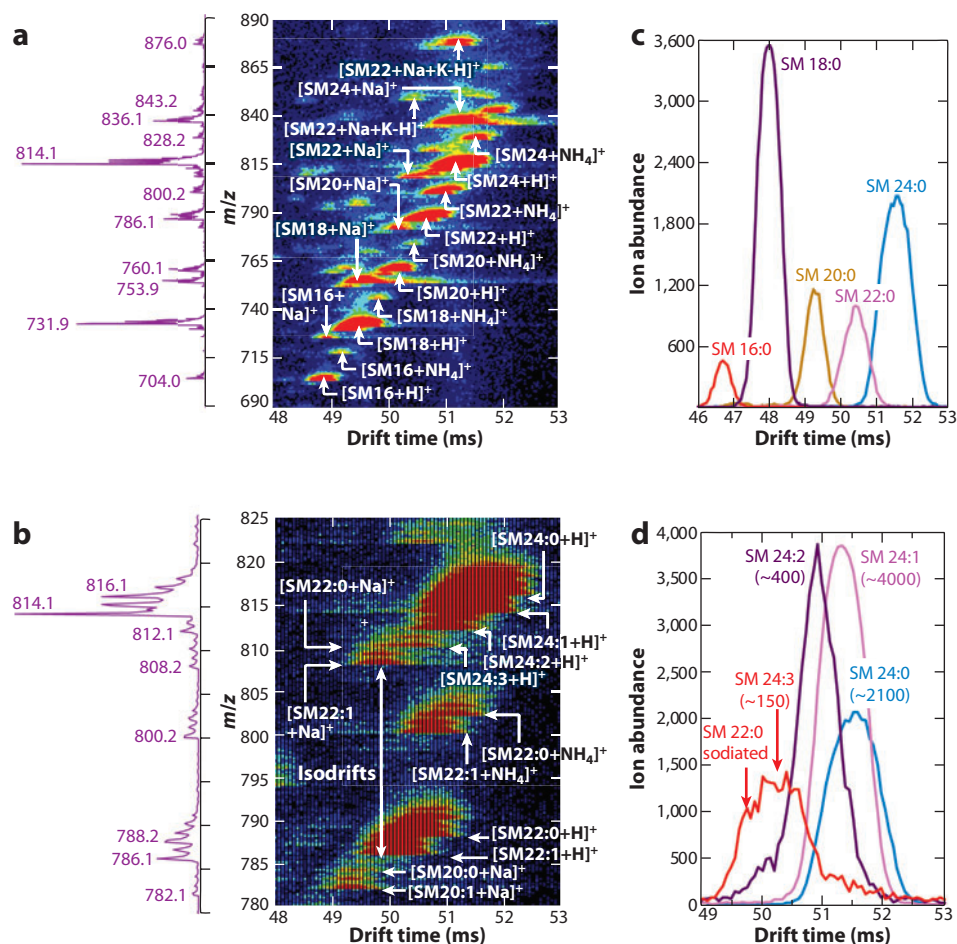 a
876.0
843.2
836.1
828.2
814.1
800.2
786.1
760.1
753.9
731.9
704.0
m/z
890
865
840
815
790
765
740
715
690
[SM22+Na+K-H]+
[SM24+Na]+
[SM22+Na+K-H]+
[SM22+Na]+
[SM24+NH4]+
[SM24+H]+
[SM20+Na]+
[SM22+NH4]+
[SM18+Na]+
[SM22+H]+
[SM20+NH4]+
[SM16+
Na]+
[SM20+H]+
[SM18+NH4]+
[SM18+H]+
[SM16+NH4]+
[SM16+H]+
48 49 50 51 52 53
Drift time (ms)
c
Ion abundance
3,600
3,000
2,400
1,800
1,200
600
SM 18:0
SM 24:0
SM 20:0
SM 22:0
SM 16:0
46 47 48 49 50 51 52 53
Drift time (ms)
b
816.1
814.1
812.1
808.2
800.2
788.2
786.1
782.1
m/z
825
820
815
810
805
800
795
790
785
780
[SM24:0+H]+
[SM22:0+Na]+
[SM24:1+H]+
[SM24:2+H]+
[SM24:3+H]+
[SM22:1
+Na]+
[SM22:0+NH4]+
[SM22:1+NH4]+
Isodrifts
[SM22:0+H]+
[SM22:1+H]+
[SM20:0+Na]+
[SM20:1+Na]+
48 49 50 51 52 53
Drift time (ms)
d
Ion abundance
4,000
3,500
3,000
2,500
2,000
1,500
1,000
500
0
SM 24:2
(~400)
SM 24:1
(~4000)
SM 24:3
(~150)
SM 24:0
(~2100)
SM 22:0
sodiated
49 50 51 52 53
Drift time (ms)